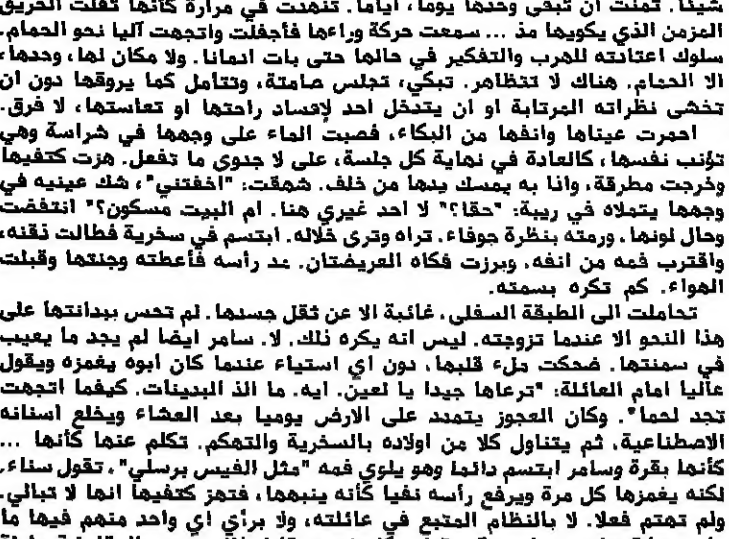 شيئا. تمنت ان تبقى وحدها يوما، اياما. تنهدت في مرارة كأنها نفثت الحريق
المزمن الذي يكويها مذ ... سمعت حركة وراءها فأجفلت واتجهت آليا نحو الحمام.
سلوك اعتادته للهرب والتفكير في حالها حتى بات ادمانا. ولا مكان لها، وحدها،
الا الحمام. هناك لا تتظاهر. تبكي، تجلس صامتة، وتتأمل كما يروقها دون ان
تخشى نظراته المرتابة او ان يتدخل احد لإفساد راحتها او تعاستها، لا فرق.
احمرت عيناها وانفها من البكاء، فصبت الماء على وجهها في شراسة وهي
تؤنب نفسها، كالعادة في نهاية كل جلسة، على لا جدوى ما تفعل. هزت كتفيها
وخرجت مطرقة، واذا به يمسك يدها من خلف. شهقت: "اخفتني"، شك عينيه في
وجهها يتملاه في ريبة: "حقا؟" لا احد غيري هنا. ام البيت مسكون؟" انتفضت
وحال لونها. ورمته بنظرة جوفاء. تراه وترى خلاله. ابتسم في سخرية فطالت ذقنه،
واقترب فمه من انفه، وبرزت فكاه العريضتان. مد رأسه فأعطته وجنتها وقبلت
الهواء. كم تكره بسمته.
تحاملت الى الطبقة السفلى، غائبة الا عن ثقل جسدها. لم تحس ببدانتها على
هذا النحو الا عندما تزوجته. ليس انه يكره ذلك. لا. سامر ايضا لم يجد ما يعيب
في سمنتها. ضحكت ملء قلبها، دون اي استياء عندما كان أبوه يغمزه ويقول
عاليا امام العائلة: "ترعاها جيدا يا لعين. ايه. ما الذ البدينات. كيفما اتجهت
تجد لحما". وكان العجوز يتمدد على الارض يوميا بعد العشاء ويخلع اسنانه
الاصطناعية، ثم يتناول كلا من اولاده بالسخرية والتهكم. تكلم عنها كأنها ...
كأنها بقرة وسامر ابتسم دائما وهو يلوي فمه "مثل الفيس برسلي"، تقول سناء.
لكنه يغمزها كل مرة ويرفع رأسه نفيا كأنه ينبهها، فتهز كتفيها انها لا تبالي.
ولم تهتم فعلا. لا بالنظام المتبع في عائلته، ولا برأي اي واحد منهم فيها ما